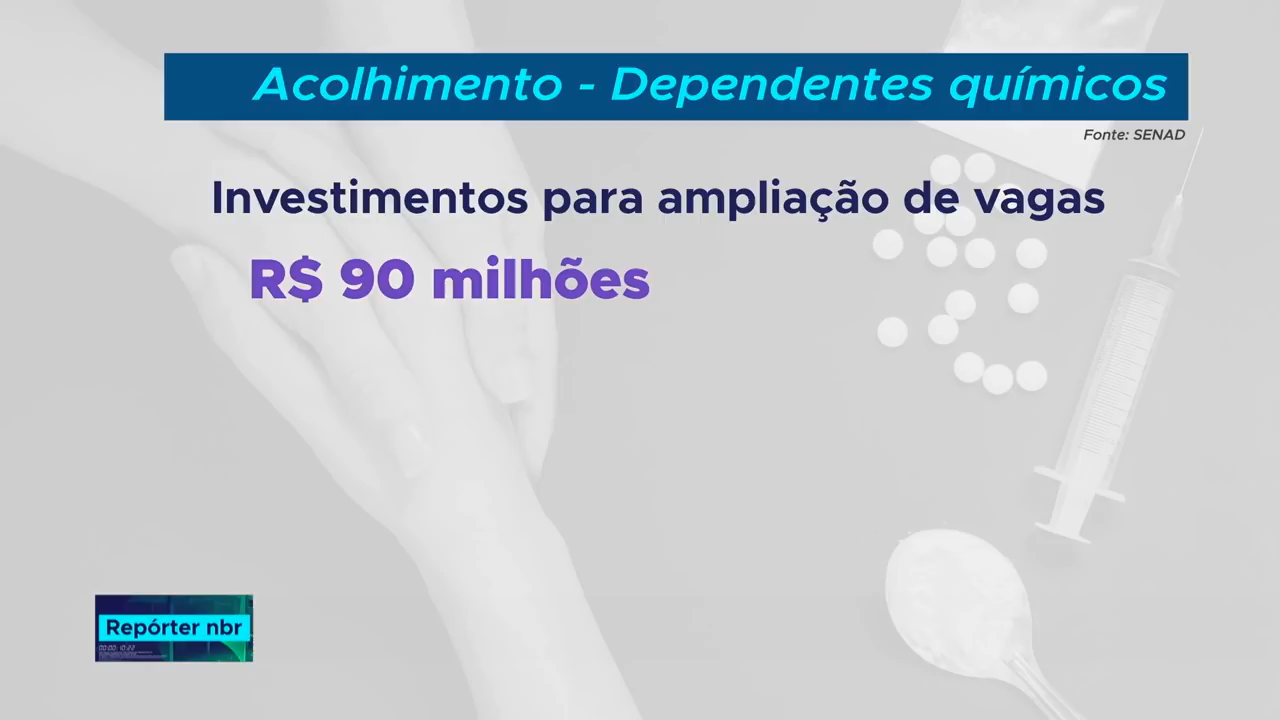 Acolhimento - Dependentes químicos
Fonte: SENAD
Investimentos para ampliação de vagas
R$ 90 milhões
Repórter nbr